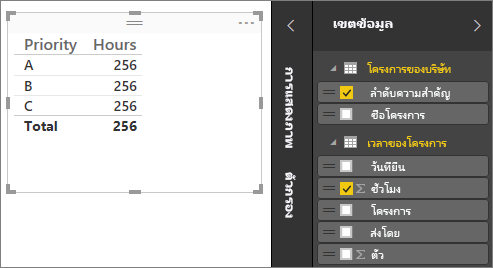 Priority Hours
A 256
B 256
C 256
Total 256
การแสดงภาพ
ตัวกรอง
เขตข้อมูล
โครงการของบริษัท
ลำดับความสำคัญ
ชื่อโครงการ
เวลาของโครงการ
วันที่ยืน
ชั่วโมง
โครงการ
ส่งโดย
ตั๋ว